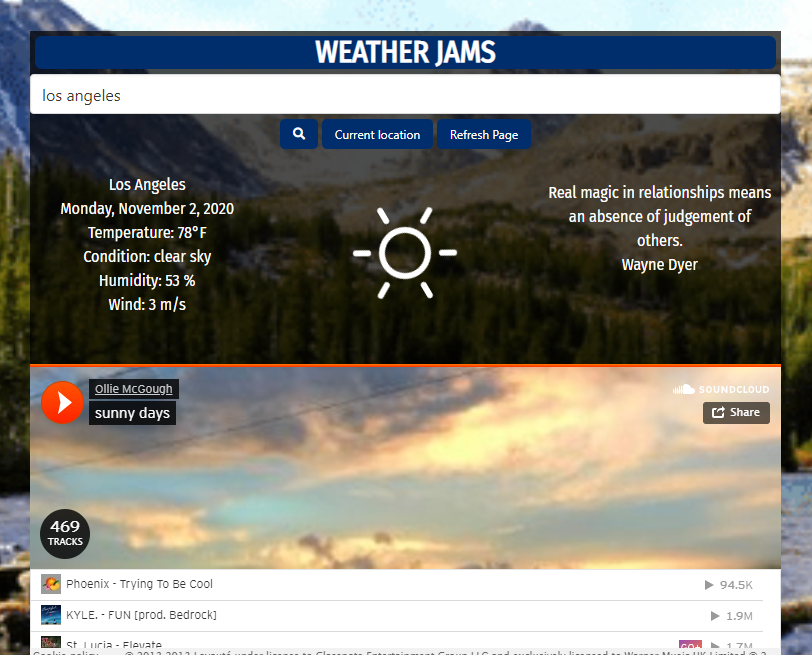 WEATHER JAMS
los angeles
Current location
Refresh Page
Los Angeles
Monday, November 2, 2020
Temperature: 78°F
Condition: clear sky
Humidity: 53 %
Wind: 3 m/s
Real magic in relationships means
an absence of judgement of
others.
Wayne Dyer
Ollie McGough
sunny days
SOUNDCLOUD
Share
469
TRACKS
Phoenix - Trying To Be Cool 94.5K
KYLE. - FUN [prod. Bedrock] 1.9M
St. Lucia - Elevate GO+ 1.7M
Cookie policy